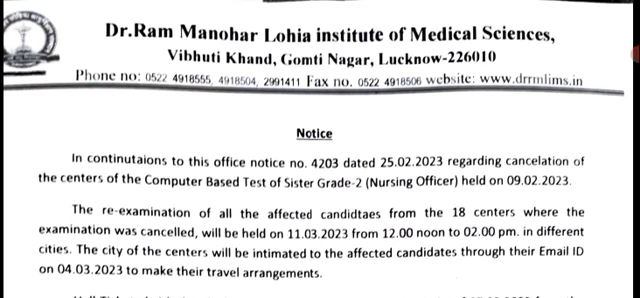 Dr.Ram Manohar Lohia institute of Medical Sciences,
Vibhuti Khand, Gomti Nagar, Lucknow-226010
Phone no: 0522 4918555, 4918504, 2991411 Fax no. 0522 4918506 website: www.drrmlims.in
Notice
In continutaions to this office notice no. 4203 dated 25.02.2023 regarding cancelation of
the centers of the Computer Based Test of Sister Grade-2 (Nursing Officer) held on 09.02.2023.
The re-examination of all the affected candidtaes from the 18 centers where the
examination was cancelled, will be held on 11.03.2023 from 12.00 noon to 02.00 pm. in different
cities. The city of the centers will be intimated to the affected candidates through their Email ID
on 04.03.2023 to make their travel arrangements.